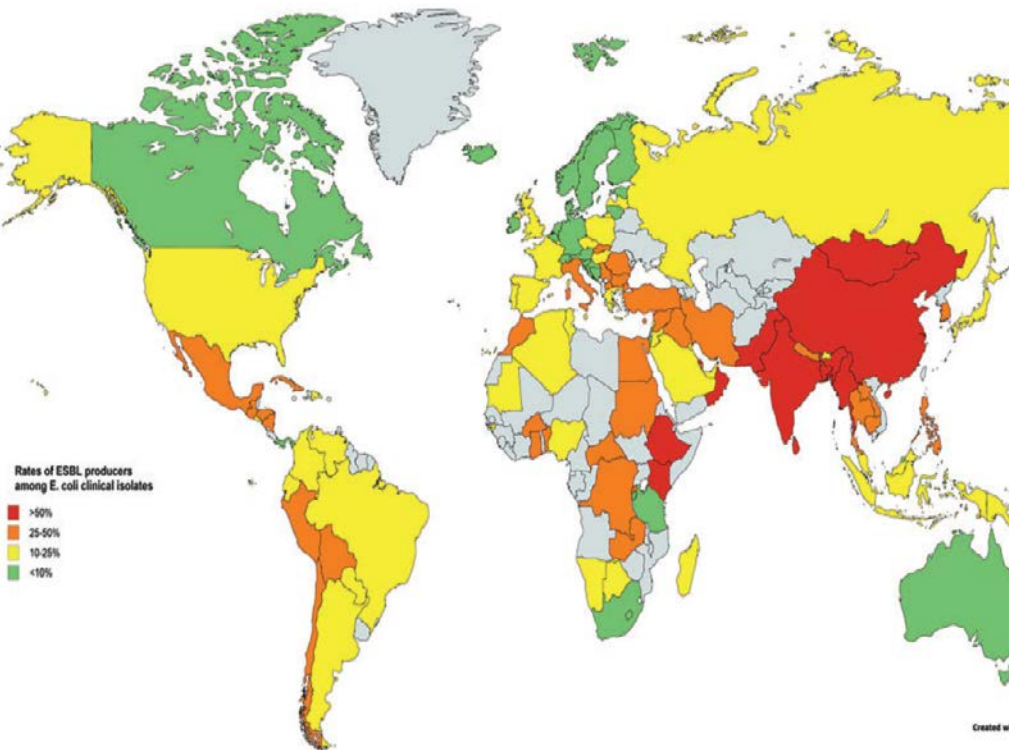 Rates of ESBL producers
among E. coli clinical isolates
>50%
25-50%
10-25%
<10%
Created w